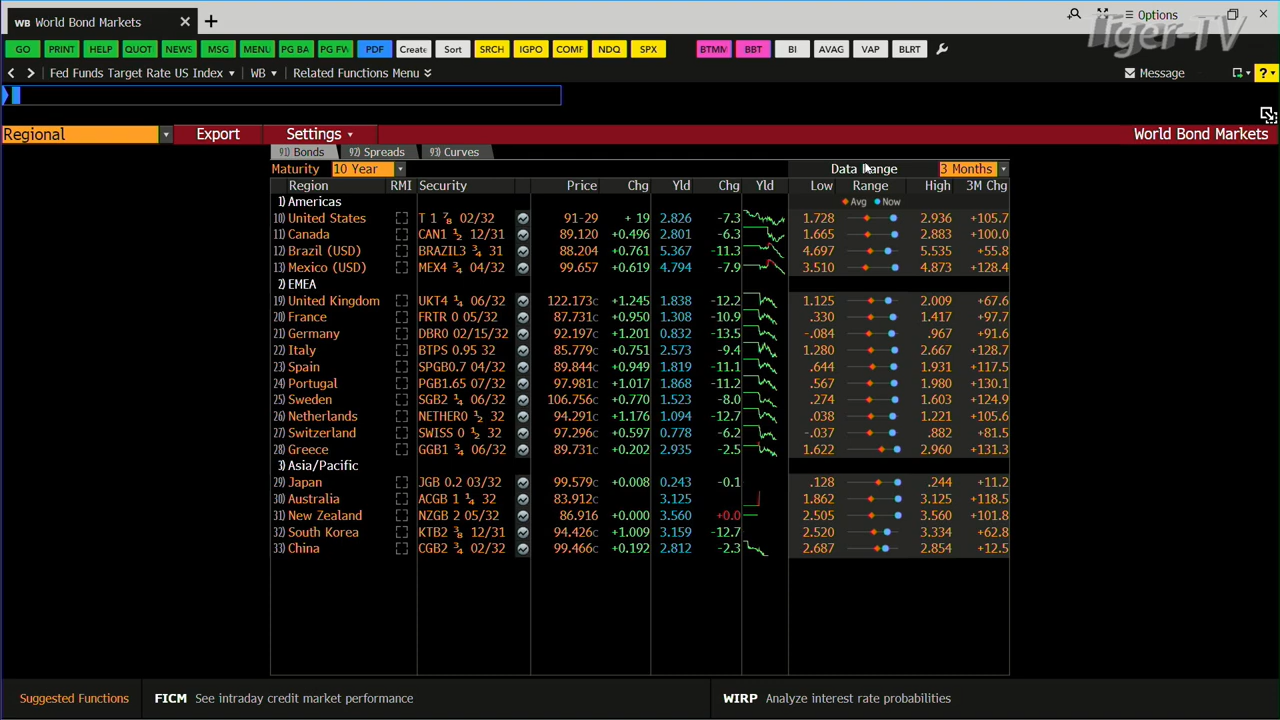 WB World Bond Markets
Options
Tiger-TV
GO PRINT HELP QUOT NEWS MSG MENU PG BA PG FW PDF Create Sort SRCH IGPO COMF NDQ SPX BTMM BBT BI AVAG VAP BLRT
Fed Funds Target Rate US Index WB Related Functions Menu Message ?
Regional Export Settings World Bond Markets
91) Bonds 92) Spreads 93) Curves
Maturity 10 Year Data Range 3 Months
Region RMI Security Price Chg Yld Chg Yld Low Range High 3M Chg
1) Americas Avg Now
10) United States T 1 ⅞ 02/32 91-29 + 19 2.826 -7.3 1.728 2.936 +105.7
11) Canada CAN1 ½ 12/31 89.120 +0.496 2.801 -6.3 1.665 2.883 +100.0
12) Brazil (USD) BRAZIL3 ¾ 31 88.204 +0.761 5.367 -11.3 4.697 5.535 +55.8
13) Mexico (USD) MEX4 ¾ 04/32 99.657 +0.619 4.794 -7.9 3.510 4.873 +128.4
2) EMEA
19) United Kingdom UKT4 ¼ 06/32 122.173c +1.245 1.838 -12.2 1.125 2.009 +67.6
20) France FRTR 0 05/32 87.731c +0.950 1.308 -10.9 .330 1.417 +97.7
21) Germany DBR0 02/15/32 92.197c +1.201 0.832 -13.5 -.084 .967 +91.6
22) Italy BTPS 0.95 32 85.779c +0.751 2.573 -9.4 1.280 2.667 +128.7
23) Spain SPGB0.7 04/32 89.844c +0.949 1.819 -11.1 .644 1.931 +117.5
24) Portugal PGB1.65 07/32 97.981c +1.017 1.868 -11.2 .567 1.980 +130.1
25) Sweden SGB2 ¼ 06/32 106.756c +0.770 1.523 -8.0 .274 1.603 +124.9
26) Netherlands NETHER0 ½ 32 94.291c +1.176 1.094 -12.7 .038 1.221 +105.6
27) Switzerland SWISS 0 ½ 32 97.296c +0.597 0.778 -6.2 -.037 .882 +81.5
28) Greece GGB1 ¾ 06/32 89.731c +0.202 2.935 -2.5 1.622 2.960 +131.3
3) Asia/Pacific
29) Japan JGB 0.2 03/32 99.579c +0.008 0.243 -0.1 .128 .244 +11.2
30) Australia ACGB 1 ¼ 32 83.912c 3.125 1.862 3.125 +118.5
31) New Zealand NZGB 2 05/32 86.916 +0.000 3.560 +0.0 2.505 3.560 +101.8
32) South Korea KTB2 ⅜ 12/31 94.426c +1.009 3.159 -12.7 2.520 3.334 +62.8
33) China CGB2 ¾ 02/32 99.466c +0.192 2.812 -2.3 2.687 2.854 +12.5
Suggested Functions FICM See intraday credit market performance WIRP Analyze interest rate probabilities